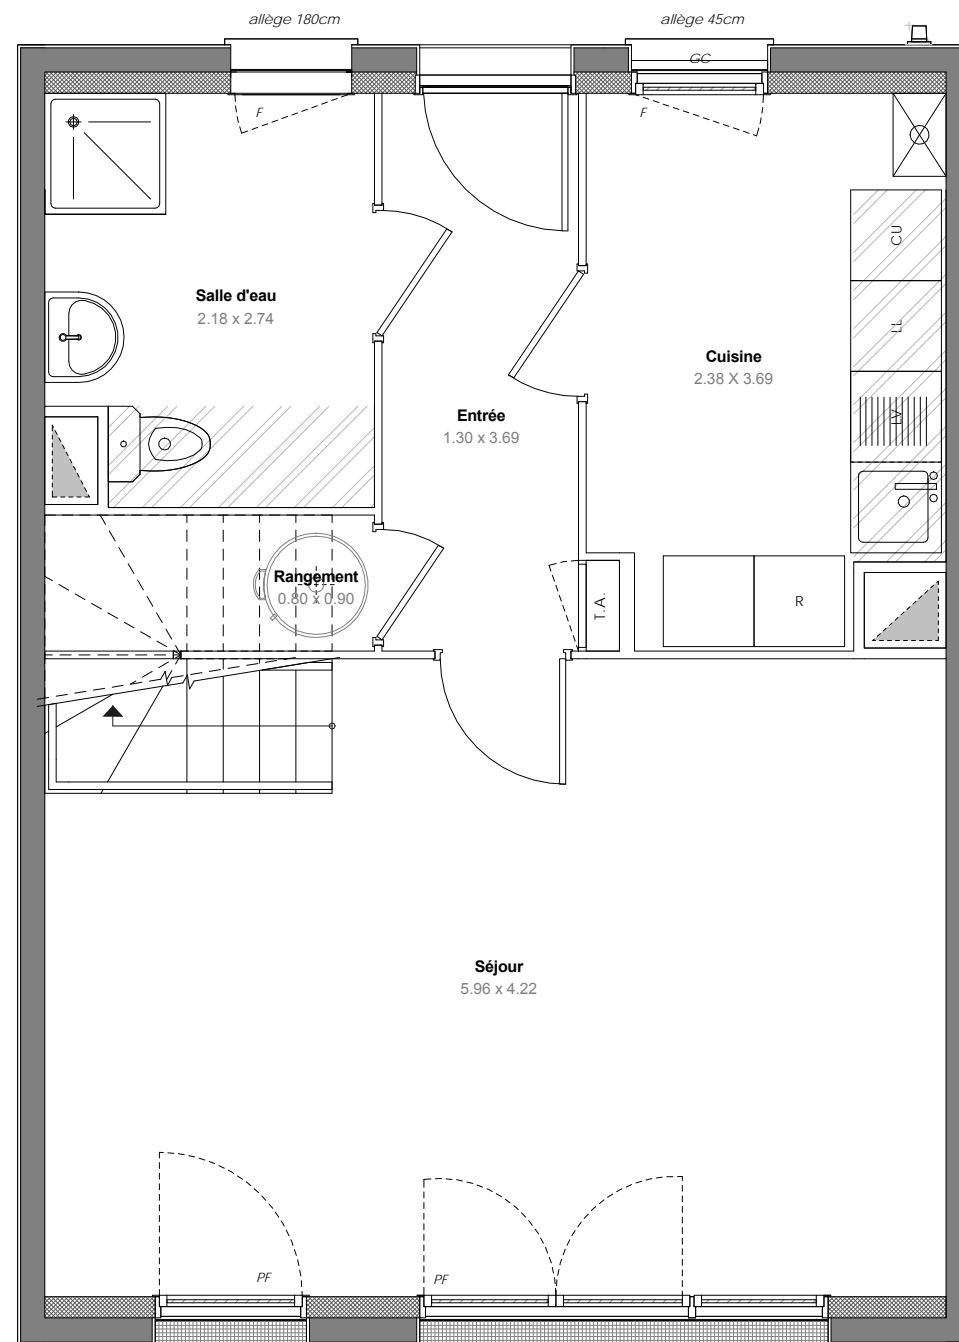 allège 180cm
allège 45cm
GC
F
F
CU
Salle d'eau
2.18 x 2.74
LL
Cuisine
2.38 X 3.69
Entrée
1.30 x 3.69
LV
Rangement
0.80 x 0.90
T.A.
R
Séjour
5.96 x 4.22
PF
PF